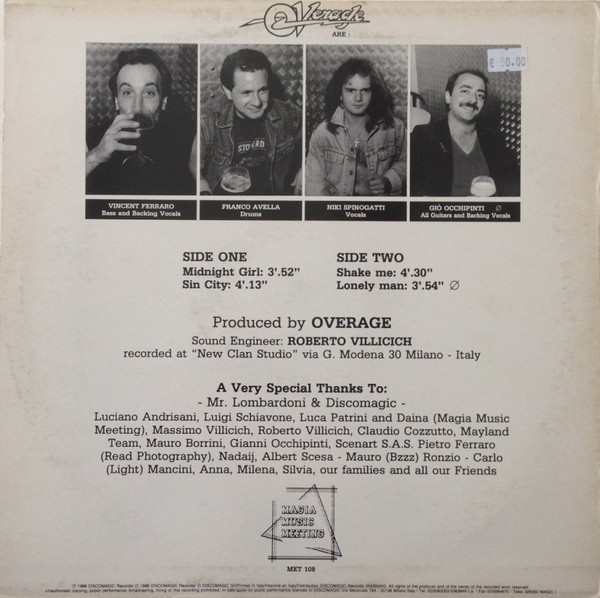 Overage
ARE :
€ 50.00
VINCENT FERRARO
Bass and Backing Vocals
FRANCO AVELLA
Drums
NIKI SPINOGATTI
Vocals
GIÒ OCCHIPINTI Ø
All Guitars and Backing Vocals
SIDE ONE
Midnight Girl: 3'.52"
Sin City: 4'.13"
SIDE TWO
Shake me: 4'.30"
Lonely man: 3'.54" Ø
Produced by OVERAGE
Sound Engineer: ROBERTO VILLICICH
recorded at "New Clan Studio" via G. Modena 30 Milano - Italy
A Very Special Thanks To:
- Mr. Lombardoni & Discomagic -
Luciano Andrisani, Luigi Schiavone, Luca Patrini and Daina (Magia Music
Meeting), Massimo Villicich, Roberto Villicich, Claudio Cozzutto, Mayland
Team, Mauro Borrini, Gianni Occhipinti, Scenart S.A.S. Pietro Ferraro
(Read Photography), Nadaij, Albert Scesa - Mauro (Bzzz) Ronzio - Carlo
(Light) Mancini, Anna, Milena, Silvia, our families and all our Friends
MAGIA
MUSIC
MEETING
MET 108